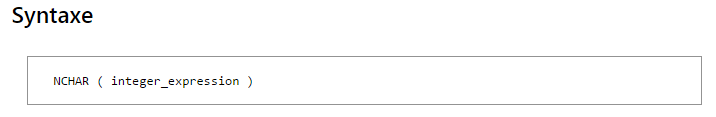 Syntaxe
NCHAR ( integer_expression )